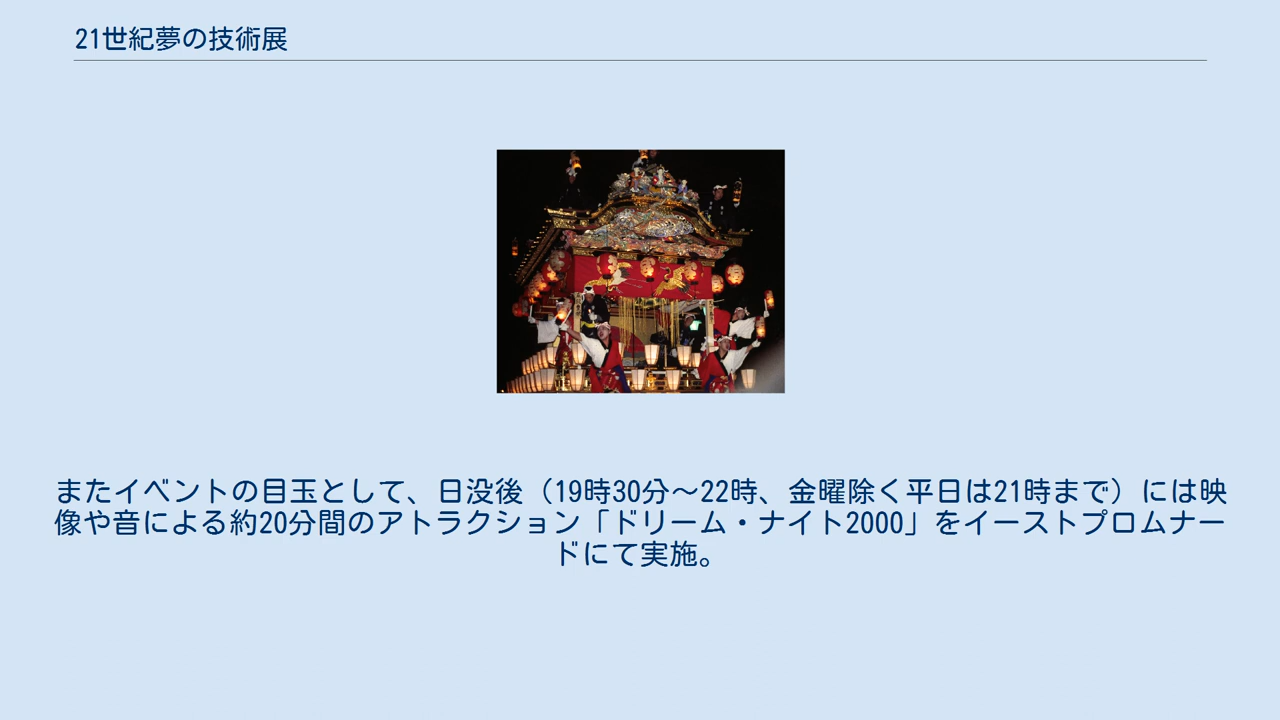 21世紀夢の技術展
またイベントの目玉として、日没後（19時30分～22時、金曜除く平日は21時まで）には映
像や音による約20分間のアトラクション「ドリーム・ナイト2000」をイーストプロムナー
ドにて実施。